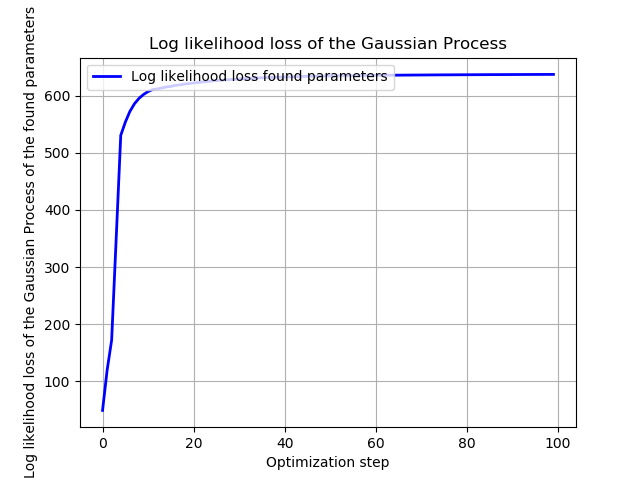 Log likelihood loss of the Gaussian Process
Log likelihood loss found parameters
Log likelihood loss of the Gaussian Process of the found parameters
600
500
400
300
200
100
0 20 40 60 80 100
Optimization step